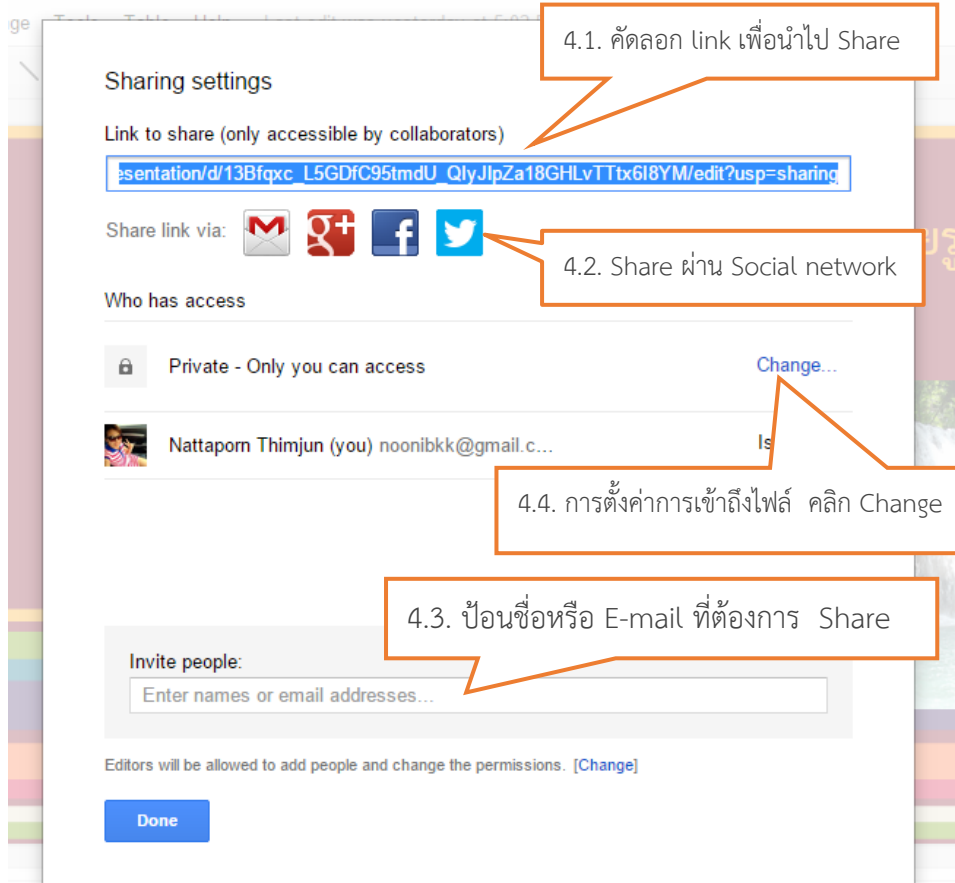 4.1. คัดลอก link เพื่อนำไป Share
Sharing settings
Link to share (only accessible by collaborators)
esentation/d/13Bfqxc_L5GDfC95tmdU_QIyJIpZa18GHLvTTtx6I8YM/edit?usp=sharing
Share link via:
4.2. Share ผ่าน Social network
Who has access
Private - Only you can access
Change...
Nattaporn Thimjun (you) noonibkk@gmail.c...
Is
4.4. การตั้งค่าการเข้าถึงไฟล์ คลิก Change
4.3. ป้อนชื่อหรือ E-mail ที่ต้องการ Share
Invite people:
Enter names or email addresses...
Editors will be allowed to add people and change the permissions. [Change]
Done